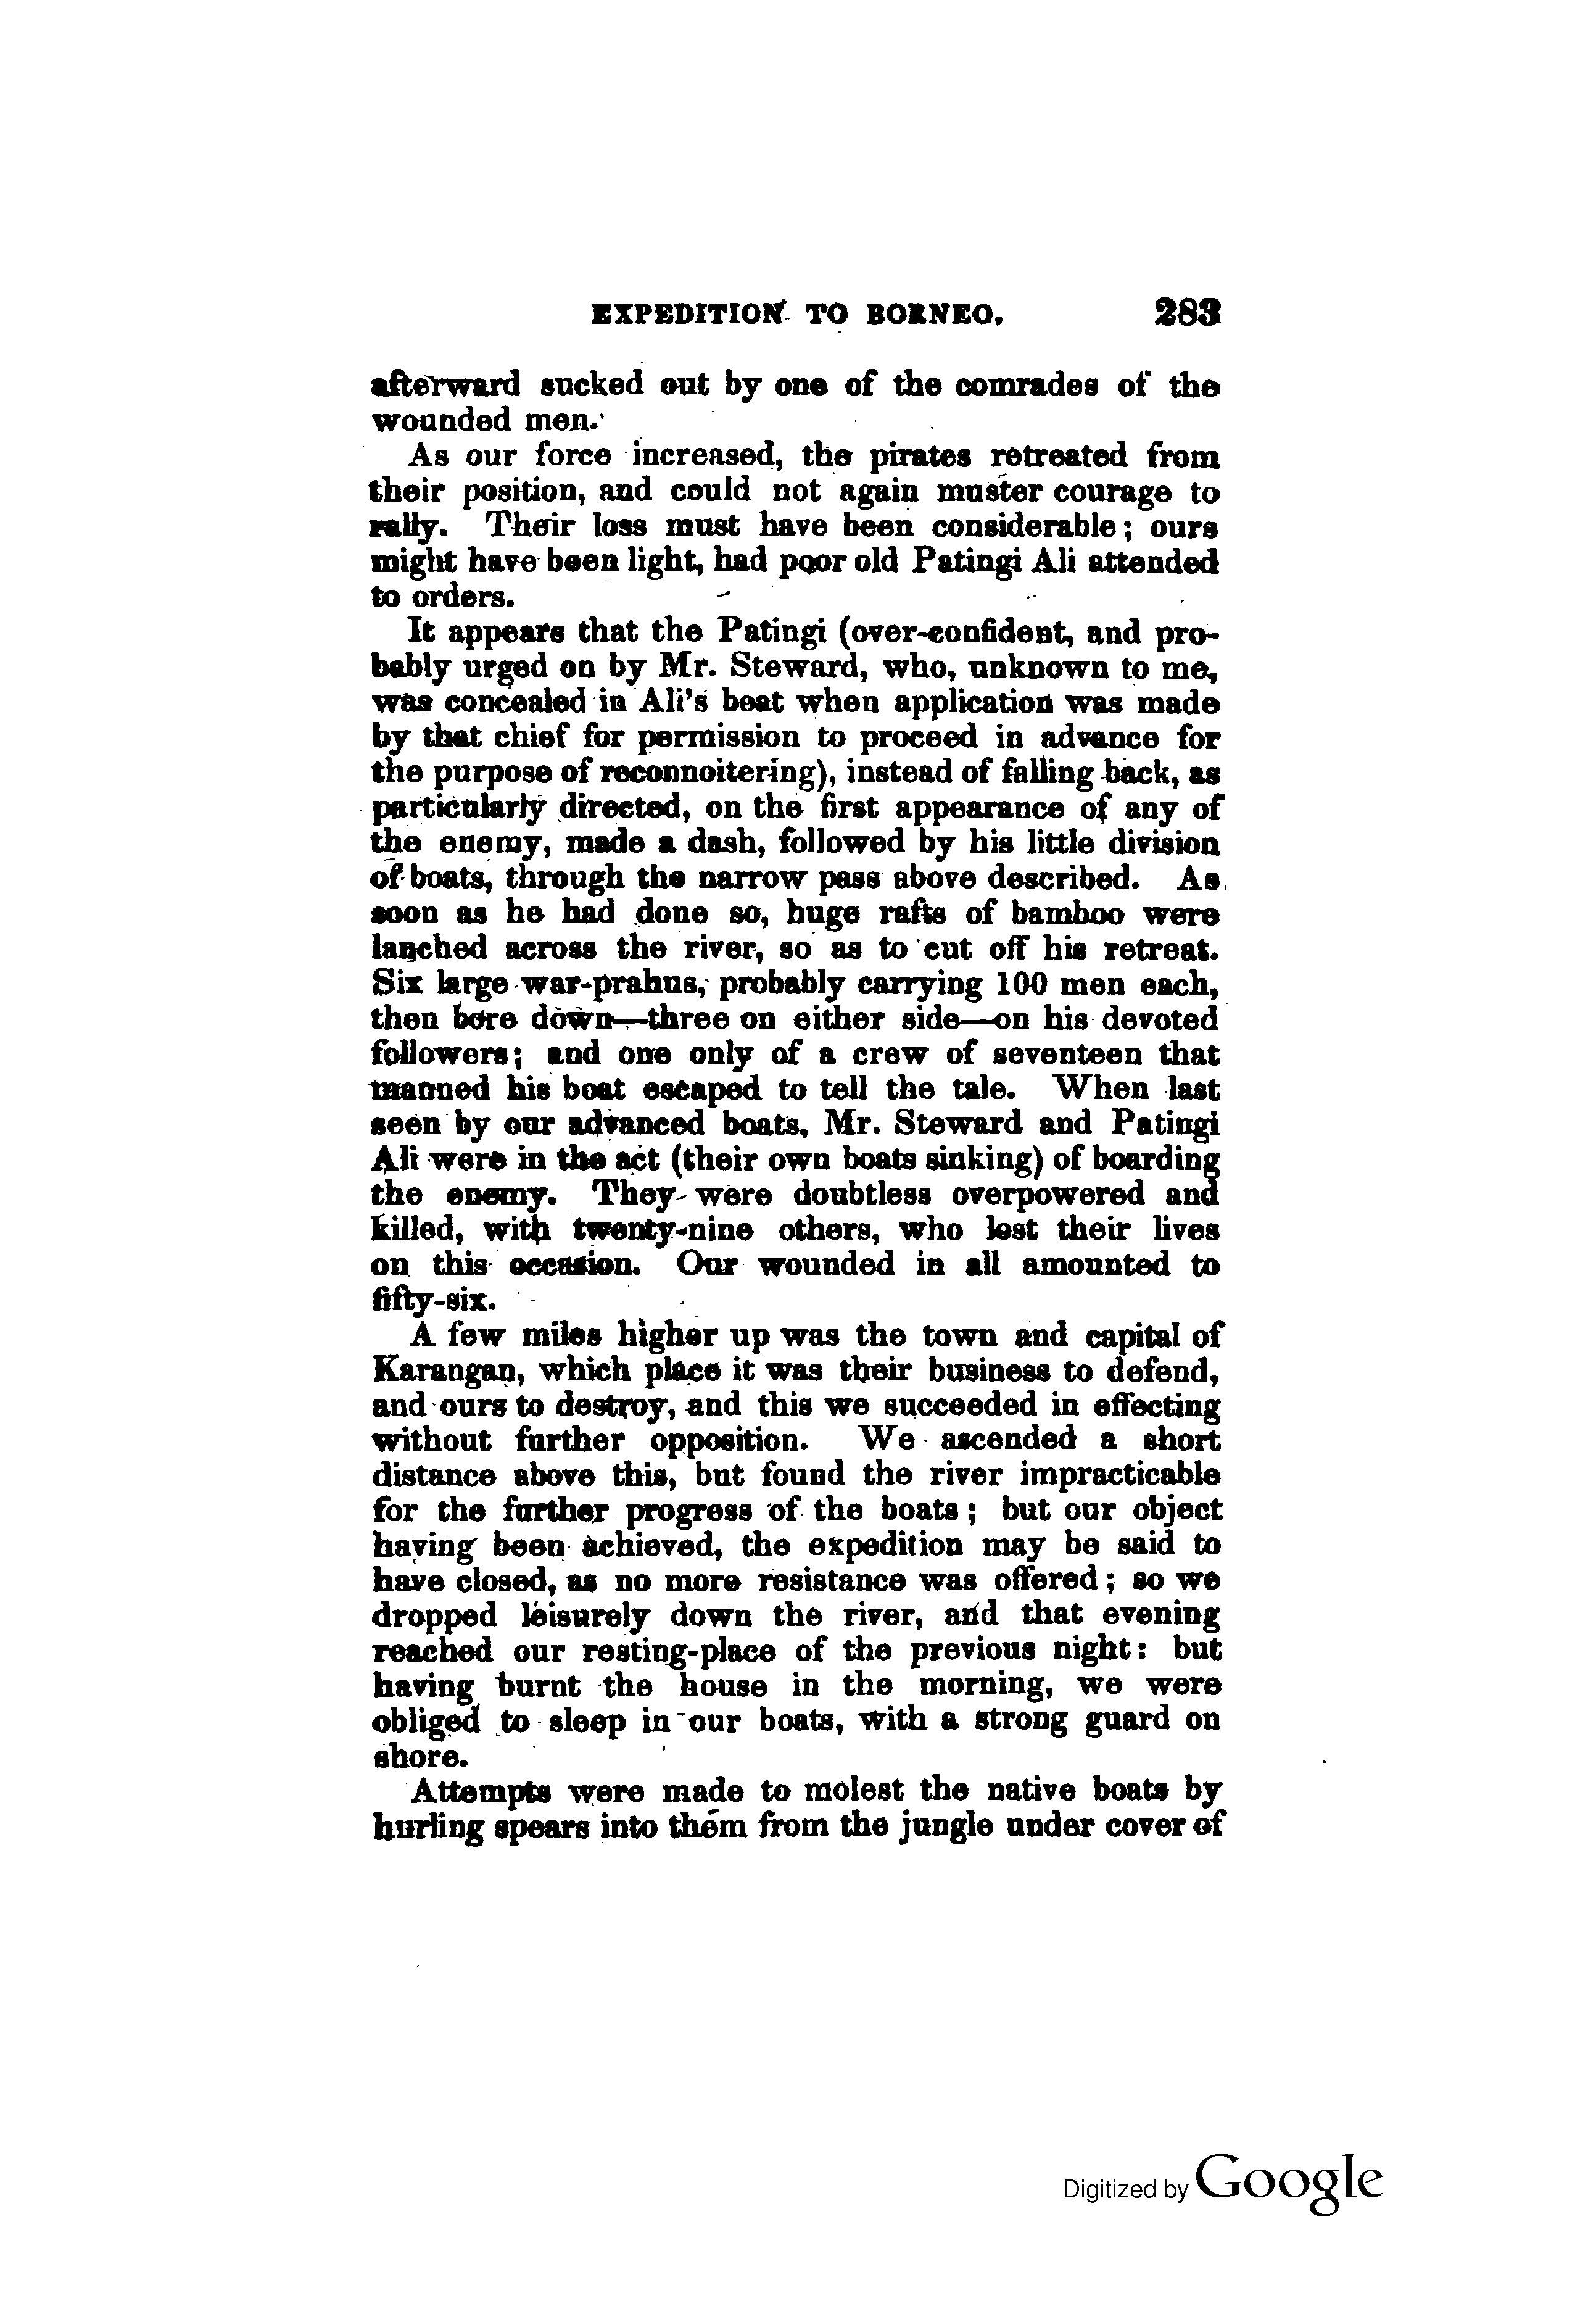 EXPEDITION TO BORNEO. 283
afterward sucked out by one of the comrades of the
wounded men.
As our force increased, the pirates retreated from
their position, and could not again muster courage to
rally. Their loss must have been considerable; ours
might have been light, had poor old Patingi Ali attended
to orders.
It appears that the Patingi (over-confident, and pro-
bably urged on by Mr. Steward, who, unknown to me,
was concealed in Ali's boat when application was made
by that chief for permission to proceed in advance for
the purpose of reconnoitering), instead of falling back, as
particularly directed, on the first appearance of any of
the enemy, made a dash, followed by his little division
of boats, through the narrow pass above described. As
soon as he had done so, huge rafts of bamboo were
lanched across the river, so as to cut off his retreat.
Six large war-prahus, probably carrying 100 men each,
then bore down—three on either side—on his devoted
followers; and one only of a crew of seventeen that
manned his boat escaped to tell the tale. When last
seen by our advanced boats, Mr. Steward and Patingi
Ali were in the act (their own boats sinking) of boarding
the enemy. They were doubtless overpowered and
killed, with twenty-nine others, who lost their lives
on this occasion. Our wounded in all amounted to
fifty-six.
A few miles higher up was the town and capital of
Karangan, which place it was their business to defend,
and ours to destroy, and this we succeeded in effecting
without further opposition. We ascended a short
distance above this, but found the river impracticable
for the further progress of the boats; but our object
having been achieved, the expedition may be said to
have closed, as no more resistance was offered; so we
dropped leisurely down the river, and that evening
reached our resting-place of the previous night: but
having burnt the house in the morning, we were
obliged to sleep in our boats, with a strong guard on
shore.
Attempts were made to molest the native boats by
hurling spears into them from the jungle under cover of
Digitized by Google